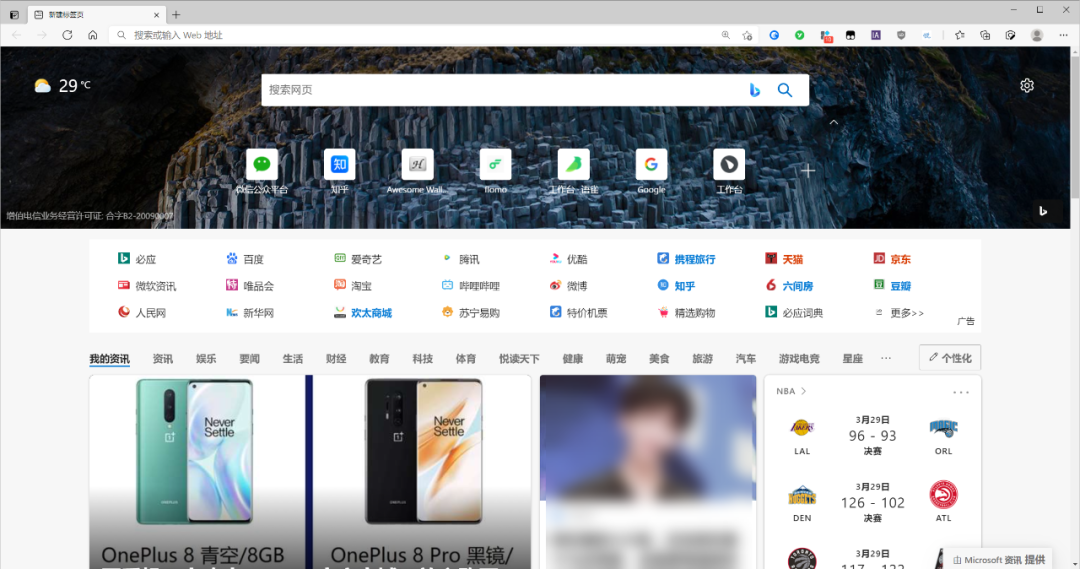 新建标签页
搜索或输入 Web 地址
29 °C
搜索网页
微信公众平台 知乎 Awesome Wall... flomo 工作台 · 语雀 Google 工作台
增值电信业务经营许可证: 合字B2-20090007
必应 百度 爱奇艺 腾讯 优酷 携程旅行 天猫 京东
微软资讯 唯品会 淘宝 哔哩哔哩 微博 知乎 六间房 豆瓣
人民网 新华网 欢太商城 苏宁易购 特价机票 精选购物 必应词典 更多>>
广告
我的资讯 资讯 娱乐 要闻 生活 财经 教育 科技 体育 悦读天下 健康 萌宠 美食 旅游 汽车 游戏电竞 星座 ... 个性化
Never
Settle
Never
Settle
ONEPLUS
ONEPLUS
OnePlus 8 青空/8GB
OnePlus 8 Pro 黑镜/
NBA >
3月29日
96 - 93
LAL 决赛 ORL
3月29日
126 - 102
DEN 决赛 ATL
3月29日
Microsoft 资讯 提供